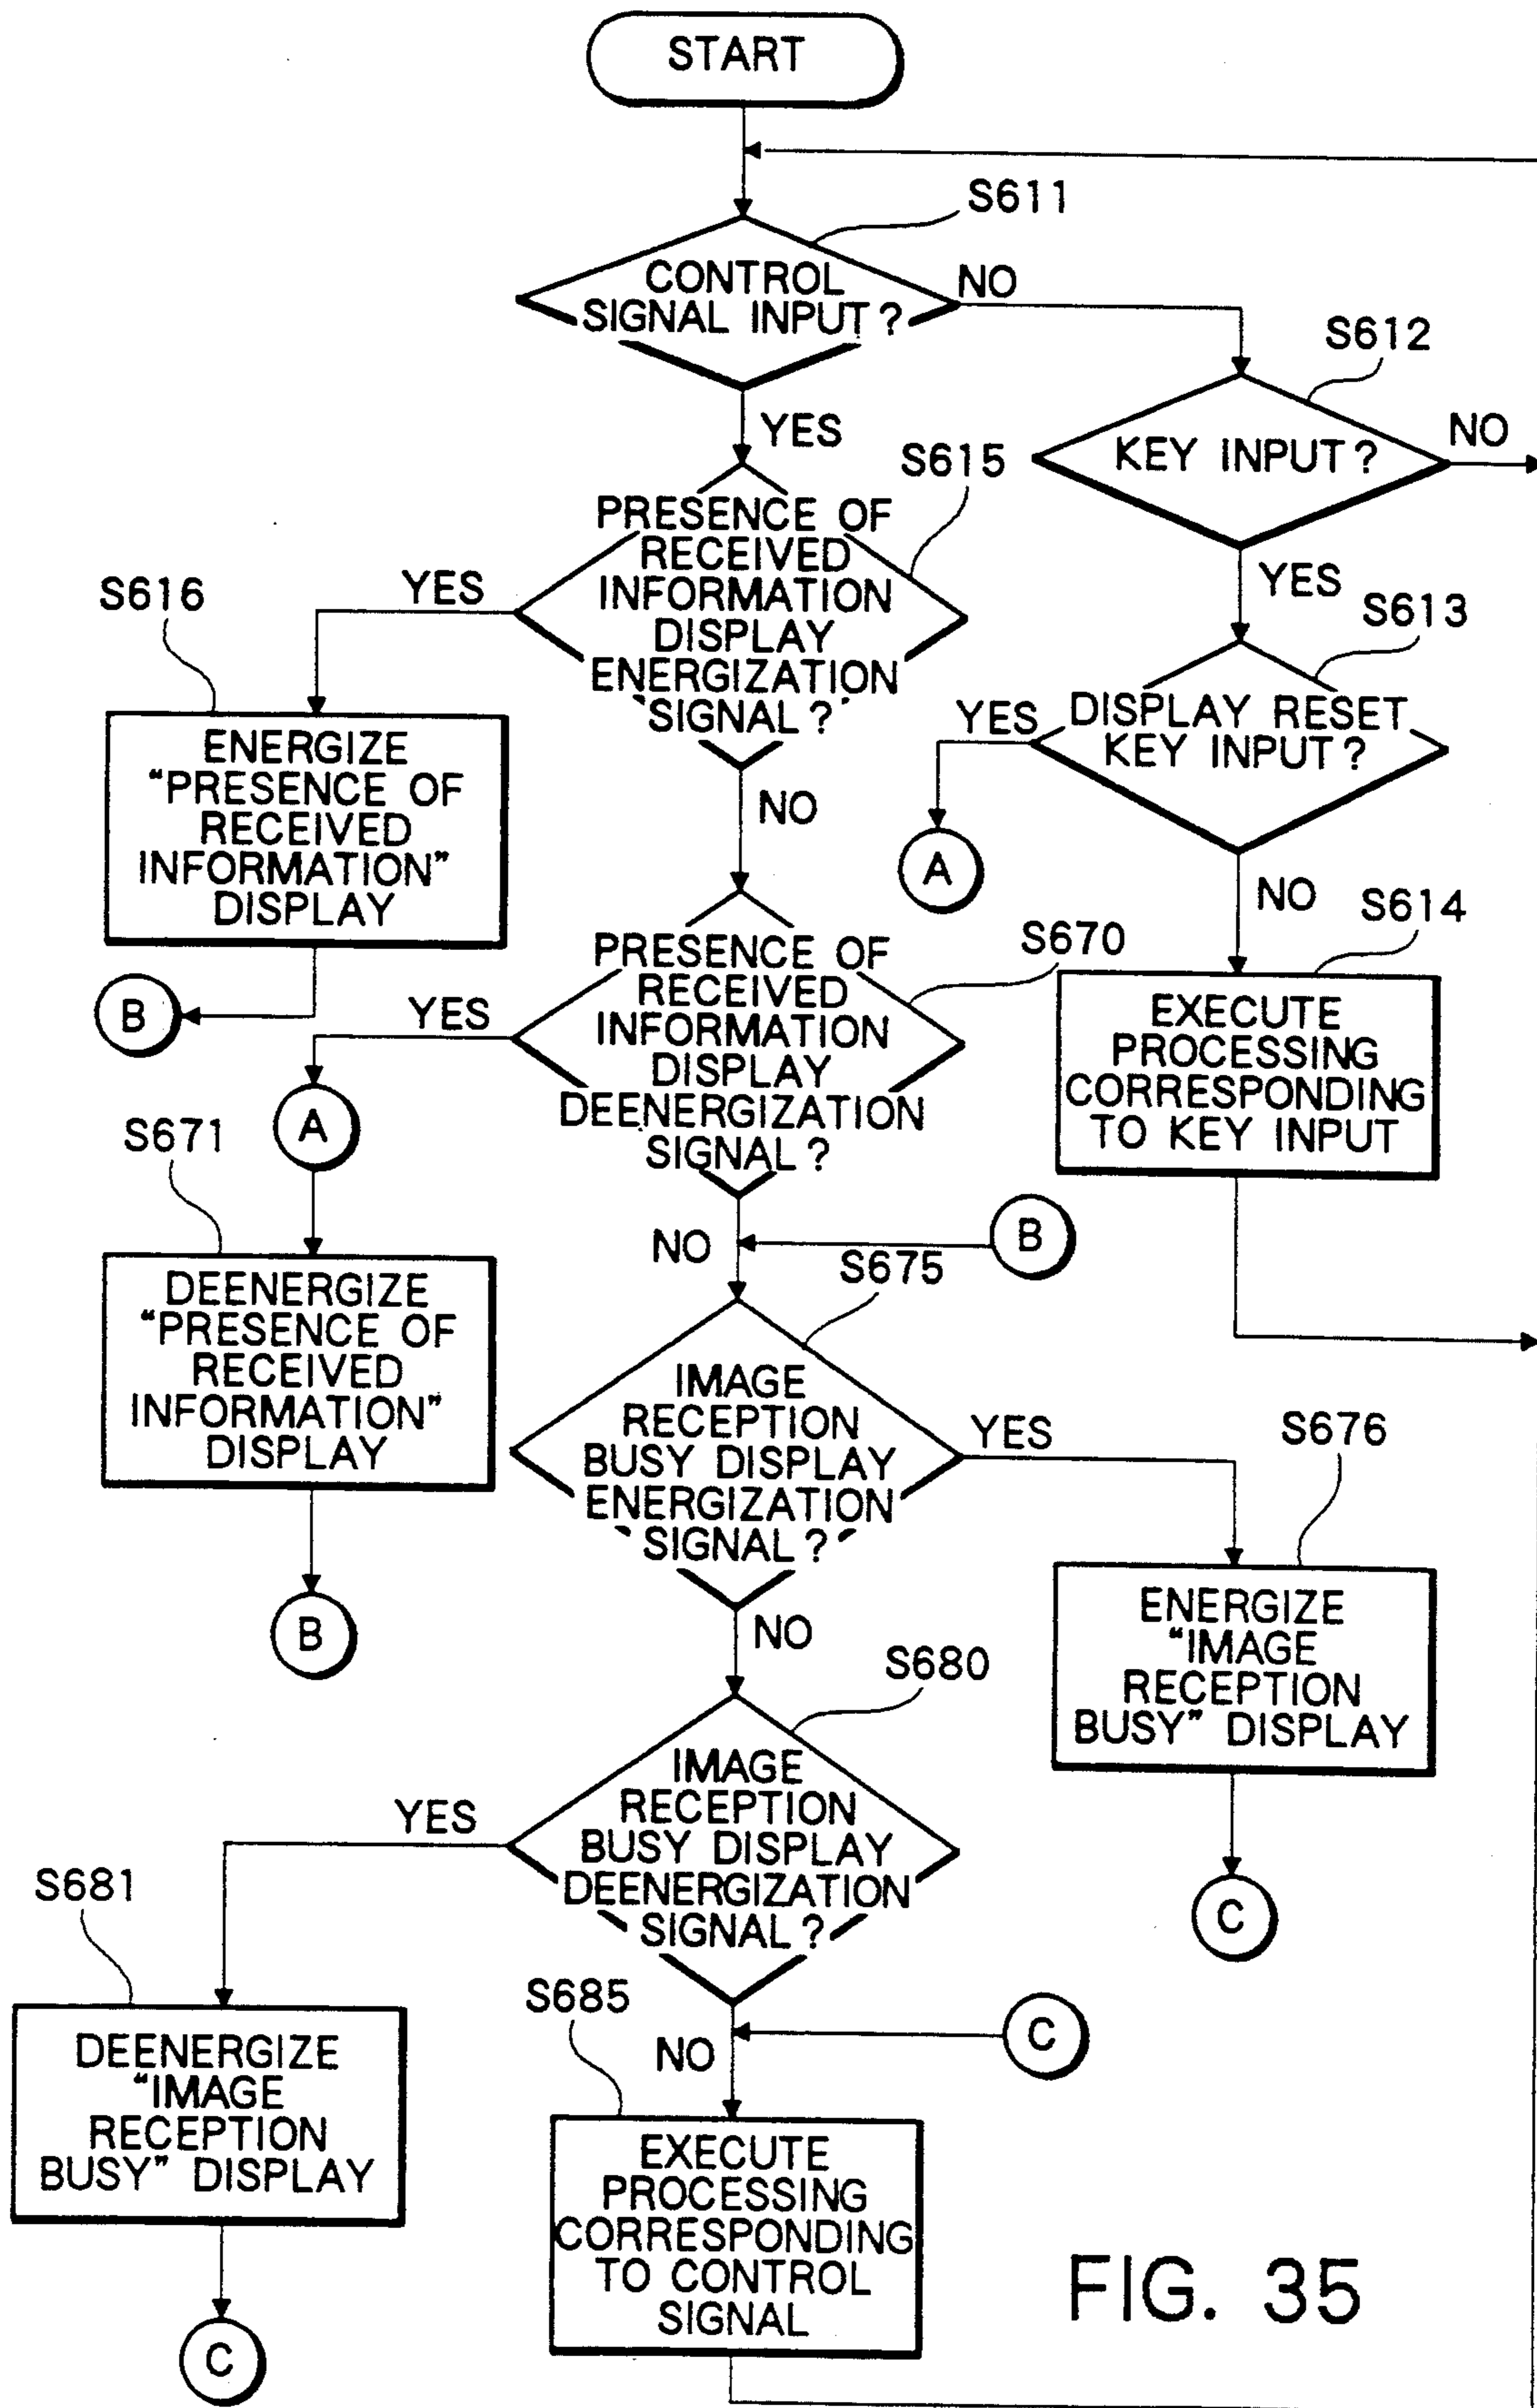 START
S611
CONTROL
SIGNAL INPUT?
NO
S612
KEY INPUT?
NO
YES
S615
PRESENCE OF
RECEIVED
INFORMATION
DISPLAY
ENERGIZATION
SIGNAL?
YES
S616
YES
S613
ENERGIZE
"PRESENCE OF
RECEIVED
INFORMATION"
DISPLAY
YES
DISPLAY RESET
KEY INPUT?
NO
A
NO
S614
B
YES
PRESENCE OF
RECEIVED
INFORMATION
DISPLAY
DEENERGIZATION
SIGNAL?
S670
EXECUTE
PROCESSING
CORRESPONDING
TO KEY INPUT
A
S671
NO
B
DEENERGIZE
"PRESENCE OF
RECEIVED
INFORMATION"
DISPLAY
S675
IMAGE
RECEPTION
BUSY DISPLAY
ENERGIZATION
SIGNAL?
YES
S676
B
NO
ENERGIZE
"IMAGE
RECEPTION
BUSY" DISPLAY
S680
IMAGE
RECEPTION
BUSY DISPLAY
DEENERGIZATION
SIGNAL?
YES
C
S681
DEENERGIZE
"IMAGE
RECEPTION
BUSY" DISPLAY
S685
NO
C
EXECUTE
PROCESSING
CORRESPONDING
TO CONTROL
SIGNAL
C
FIG. 35